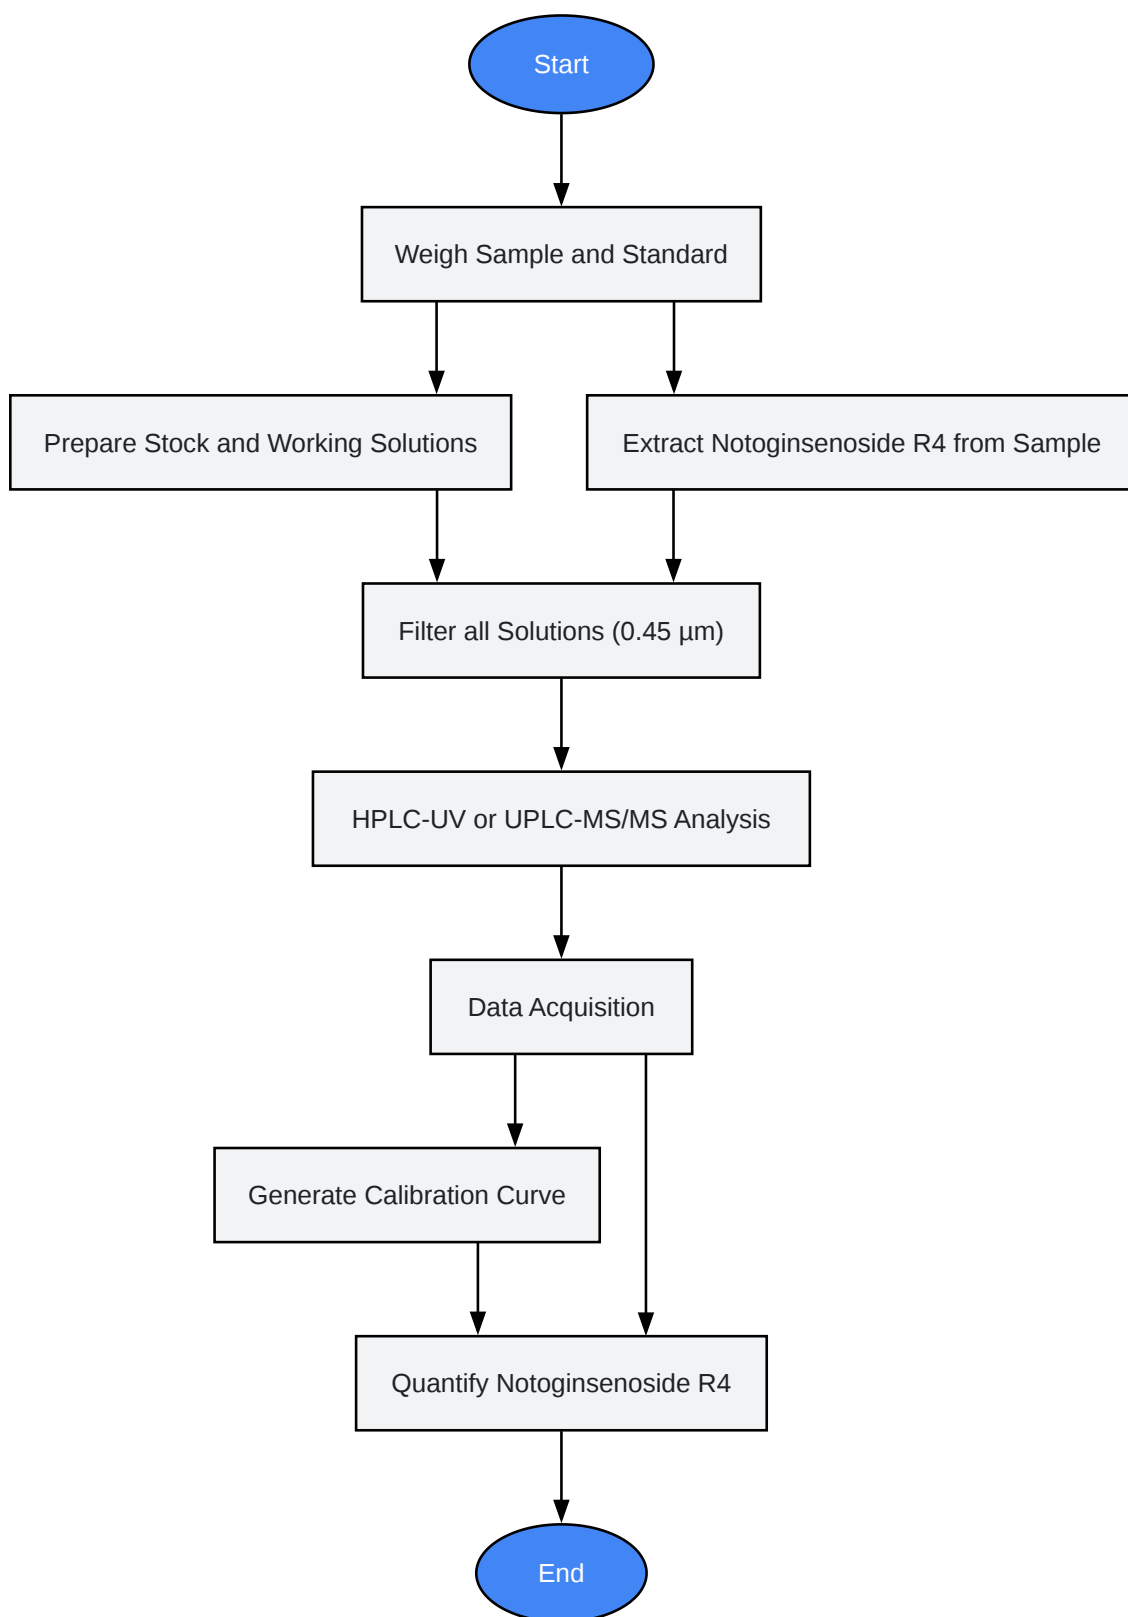 Start
Weigh Sample and Standard
Prepare Stock and Working Solutions
Extract Notoginsenoside R4 from Sample
Filter all Solutions (0.45 µm)
HPLC-UV or UPLC-MS/MS Analysis
Data Acquisition
Generate Calibration Curve
Quantify Notoginsenoside R4
End